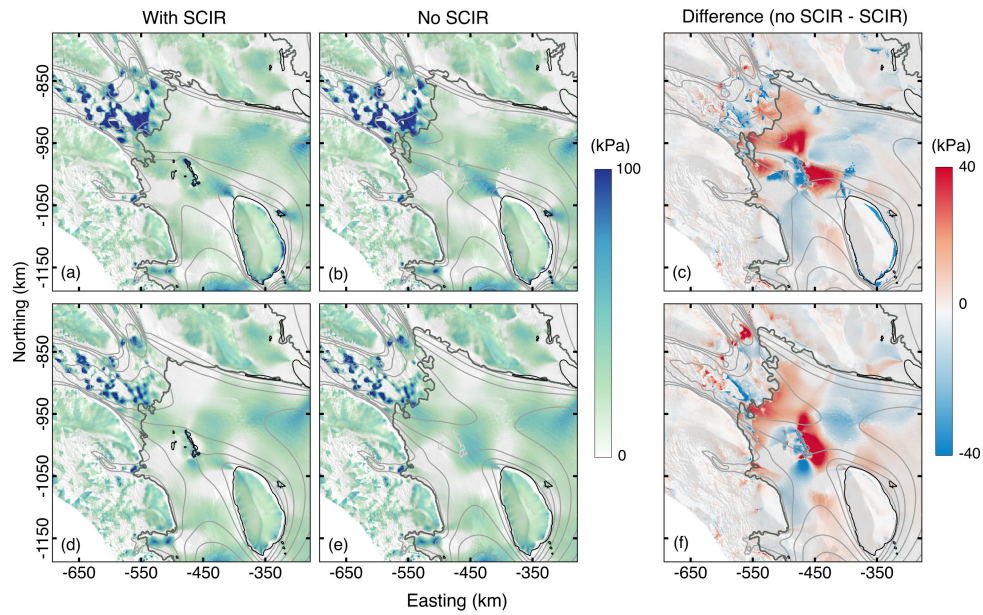 With SCIR
No SCIR
Difference (no SCIR - SCIR)
-850
-950
-1050
-1150
(a)
(b)
(c)
(kPa)
100
0
(kPa)
40
0
-40
Northing (km)
-850
-950
-1050
-1150
(d)
(e)
(f)
-650 -550 -450 -350
-650 -550 -450 -350
-650 -550 -450 -350
Easting (km)